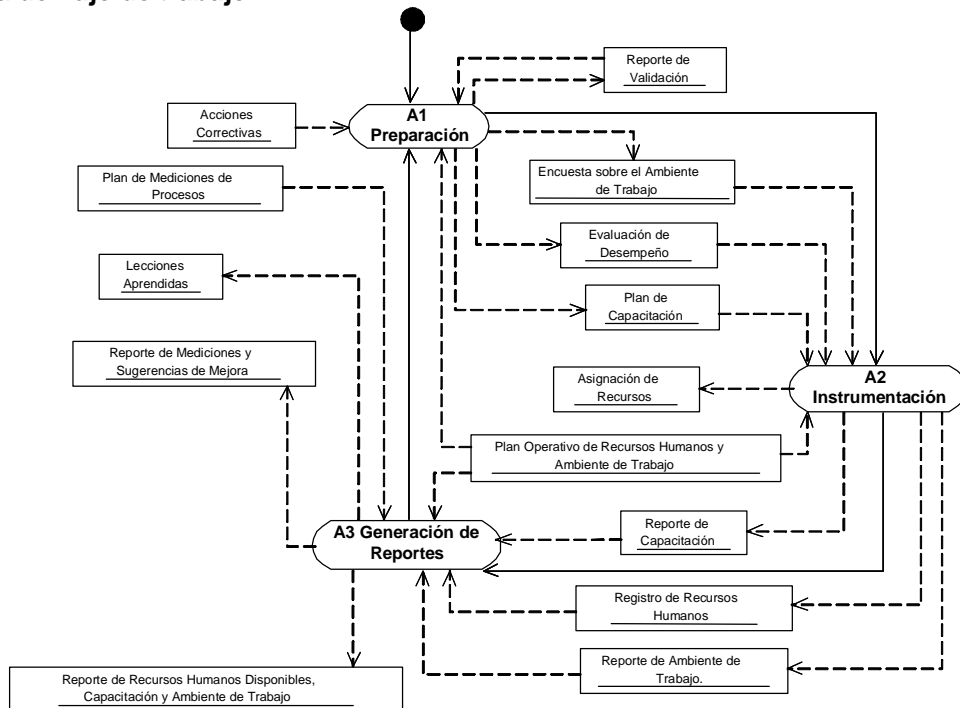 Reporte de
Validación
A1
Preparación
Acciones
Correctivas
Plan de Mediciones de
Procesos
Encuesta sobre el Ambiente
de Trabajo
Evaluación de
Desempeño
Lecciones
Aprendidas
Plan de
Capacitación
Reporte de Mediciones y
Sugerencias de Mejora
Asignación de
Recursos
A2
Instrumentación
Plan Operativo de Recursos Humanos y
Ambiente de Trabajo
A3 Generación de
Reportes
Reporte de
Capacitación
Registro de Recursos
Humanos
Reporte de Ambiente de
Trabajo.
Reporte de Recursos Humanos Disponibles,
Capacitación y Ambiente de Trabajo